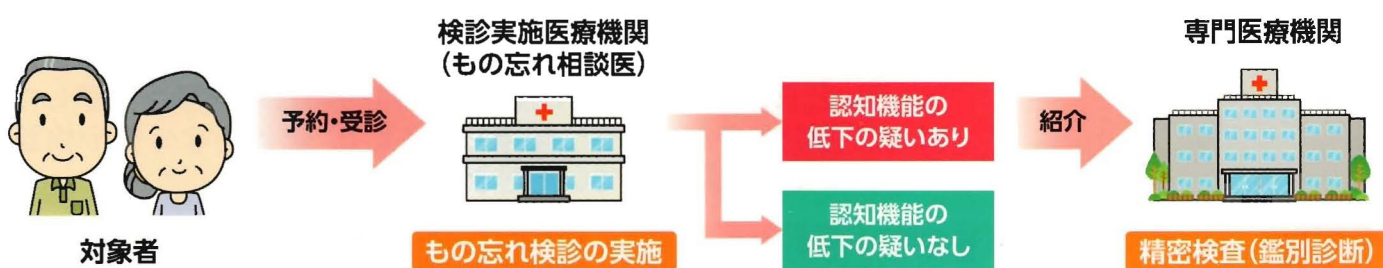 対象者
予約・受診
検診実施医療機関
(もの忘れ相談医)
もの忘れ検診の実施
認知機能の
低下の疑いあり
認知機能の
低下の疑いなし
紹介
専門医療機関
精密検査(鑑別診断)